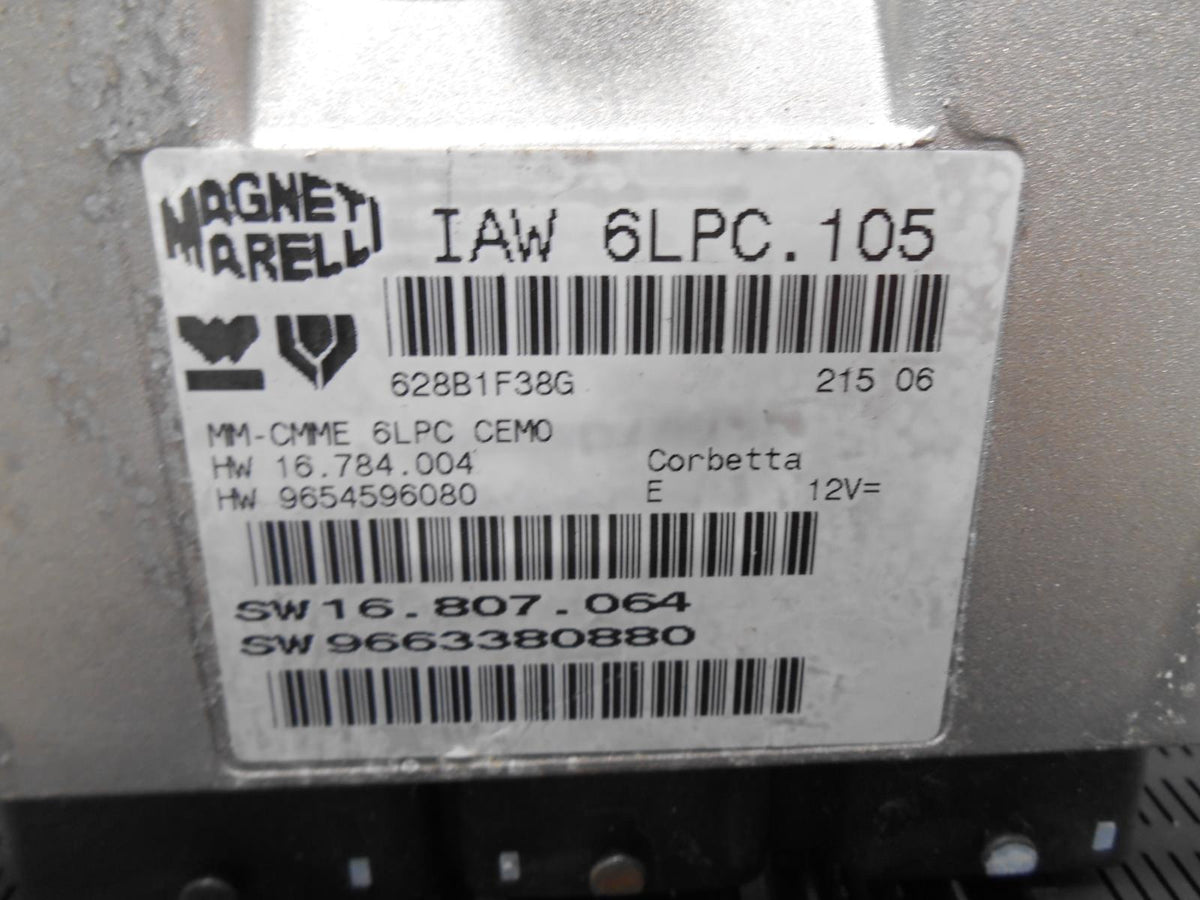 MAGNETI
MARELLI
IAW 6LPC.105
628B1F38G 215 06
MM-CMME 6LPC CEMO
HW 16.784.004 Corbetta
HW 9654596080 E 12V=
SW16.807.064
SW9663380880